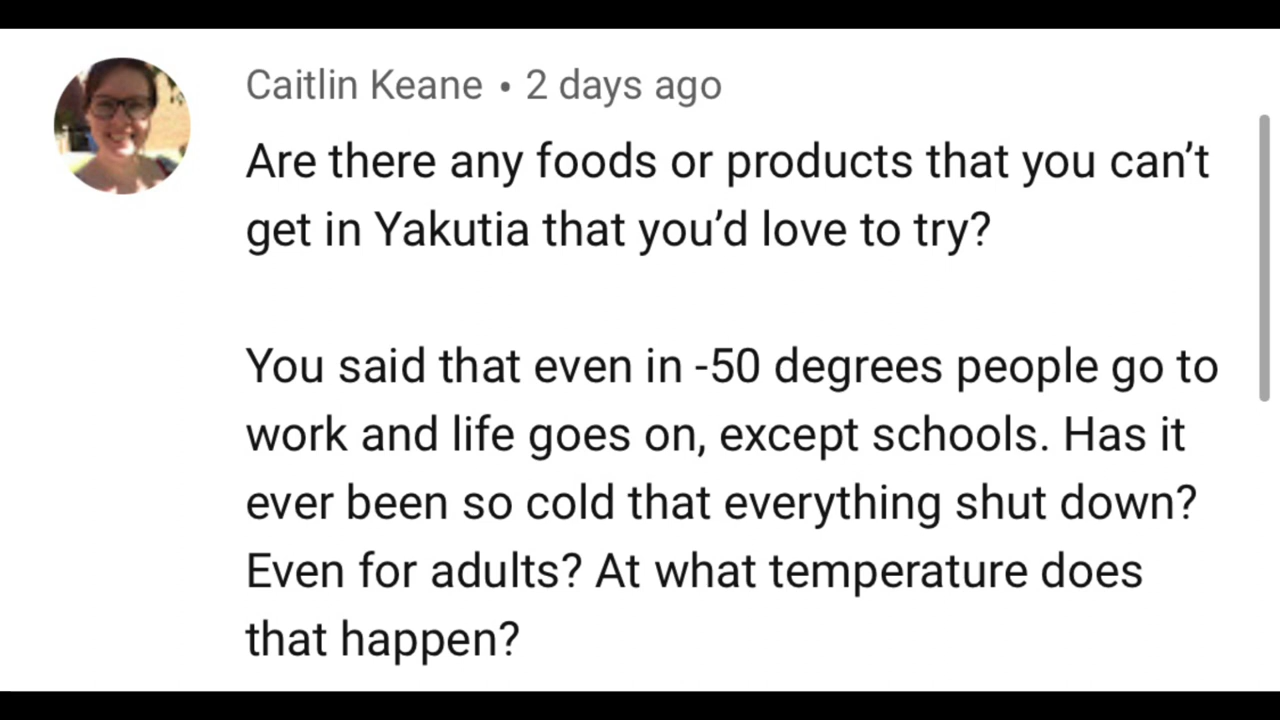 Caitlin Keane • 2 days ago
Are there any foods or products that you can’t
get in Yakutia that you’d love to try?
You said that even in -50 degrees people go to
work and life goes on, except schools. Has it
ever been so cold that everything shut down?
Even for adults? At what temperature does
that happen?